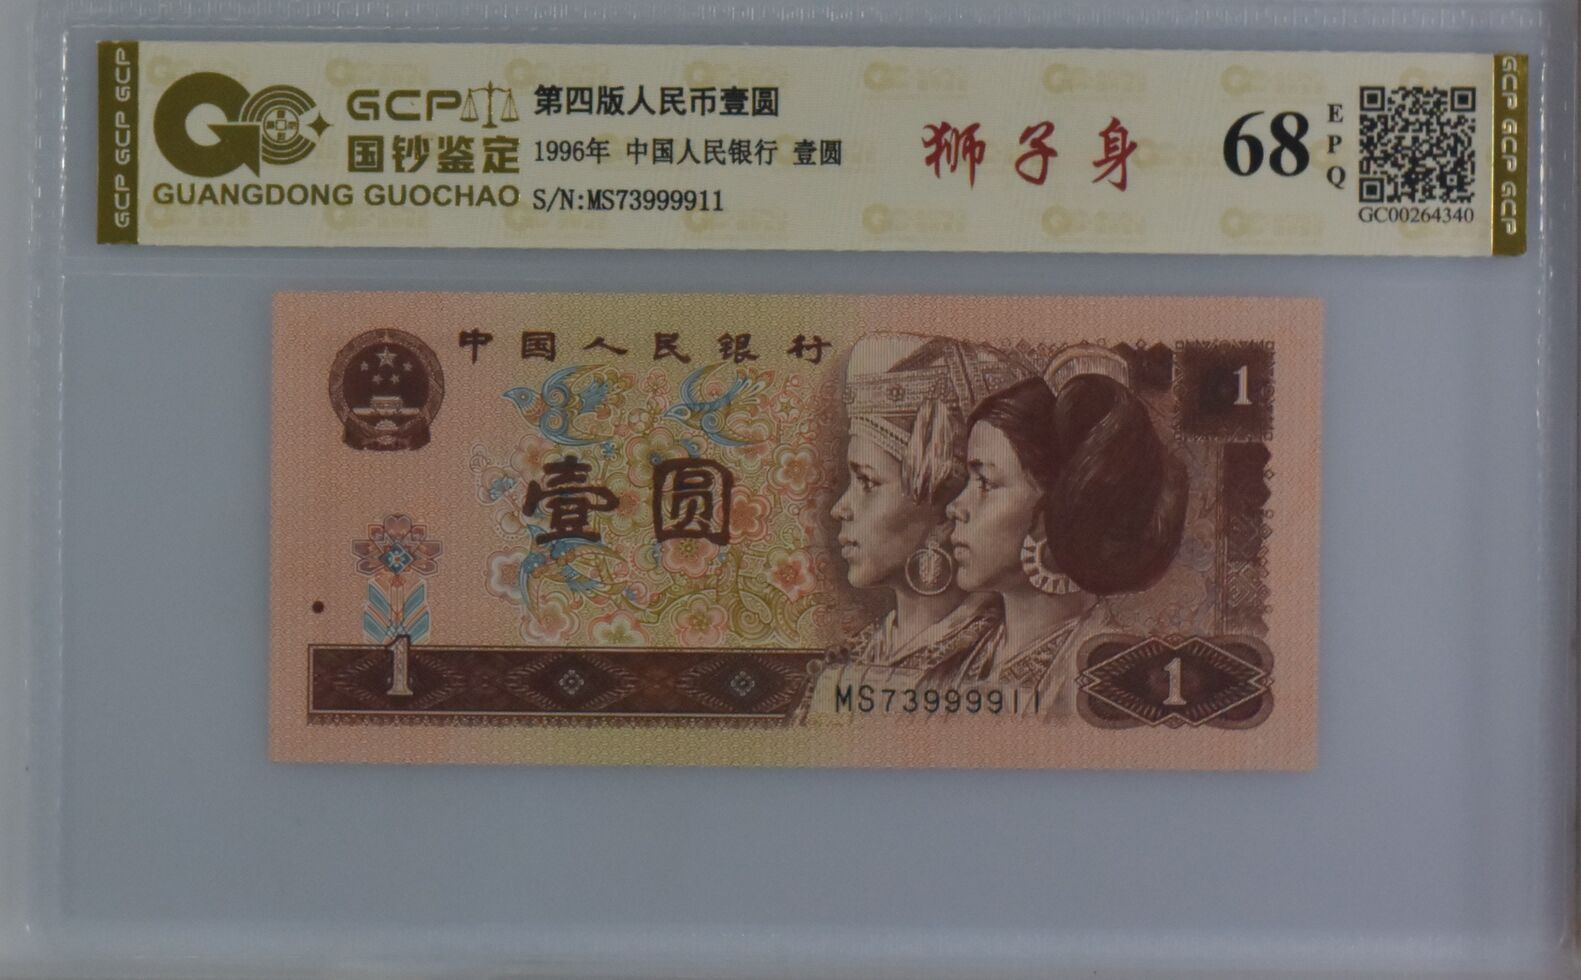 GCP GCP GCP
GCP
国钞鉴定
GUANGDONG GUOCHAO
第四版人民币壹圆
1996年 中国人民银行 壹圆
S/N:MS73999911
狮子身
68
EPQ
GC00264340
GCP GCP GCP
中国人民银行
1
壹圆
1
MS73999911
1